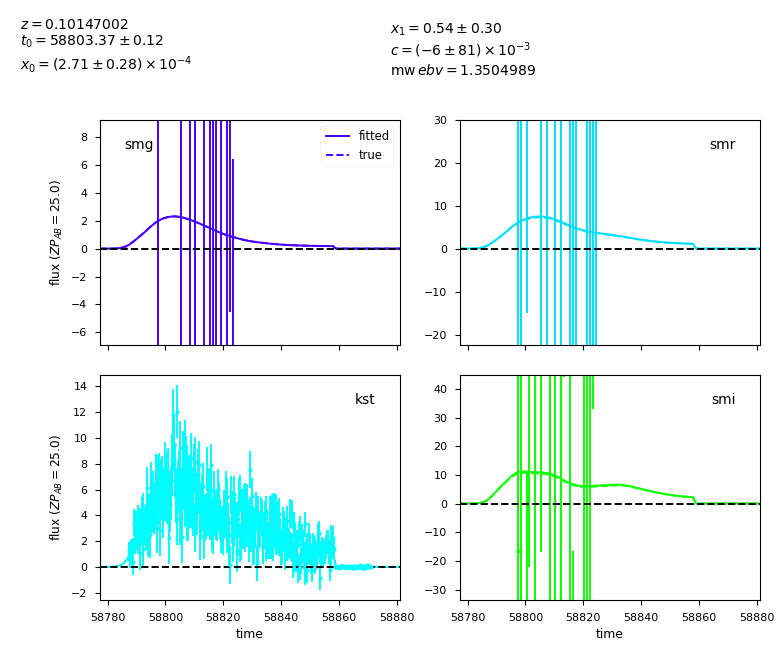 z = 0.10147002
t₀ = 58803.37 ± 0.12
x₀ = (2.71 ± 0.28) × 10⁻⁴
x₁ = 0.54 ± 0.30
c = (−6 ± 81) × 10⁻³
mw ebv = 1.3504989
smg
fitted
true
8
6
4
2
0
−2
−4
−6
flux (ZP_AB = 25.0)
smr
30
20
10
0
−10
−20
kst
14
12
10
8
6
4
2
0
−2
flux (ZP_AB = 25.0)
58780 58800 58820 58840 58860 58880
time
smi
40
30
20
10
0
−10
−20
−30
58780 58800 58820 58840 58860 58880
time